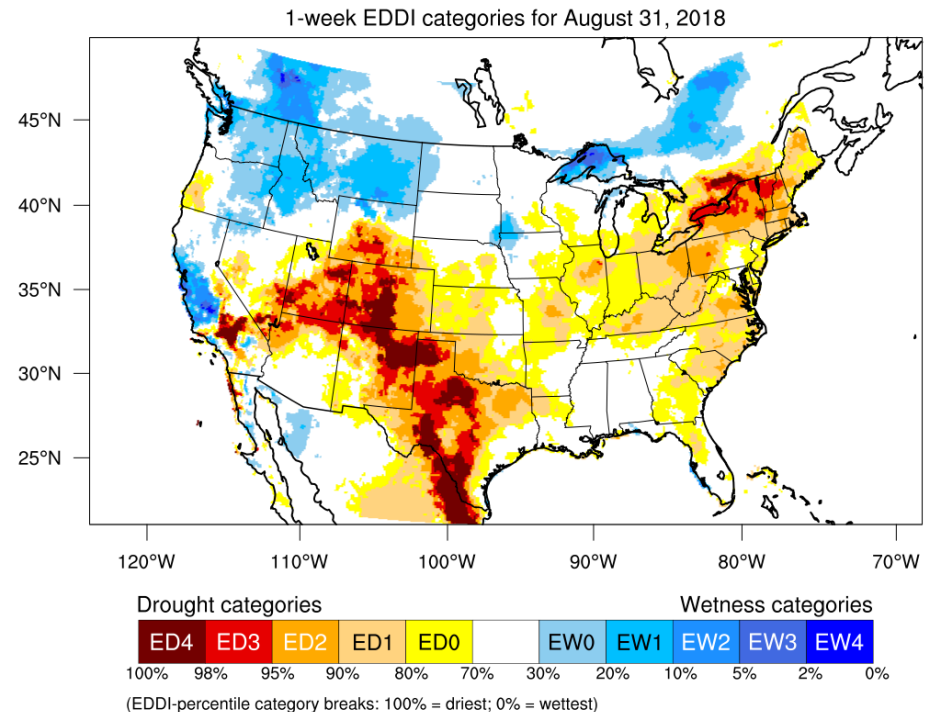 1-week EDDI categories for August 31, 2018
45°N
40°N
35°N
30°N
25°N
120°W 110°W 100°W 90°W 80°W 70°W
Drought categories Wetness categories
ED4 ED3 ED2 ED1 ED0 EW0 EW1 EW2 EW3 EW4
100% 98% 95% 90% 80% 70% 30% 20% 10% 5% 2% 0%
(EDDI-percentile category breaks: 100% = driest; 0% = wettest)